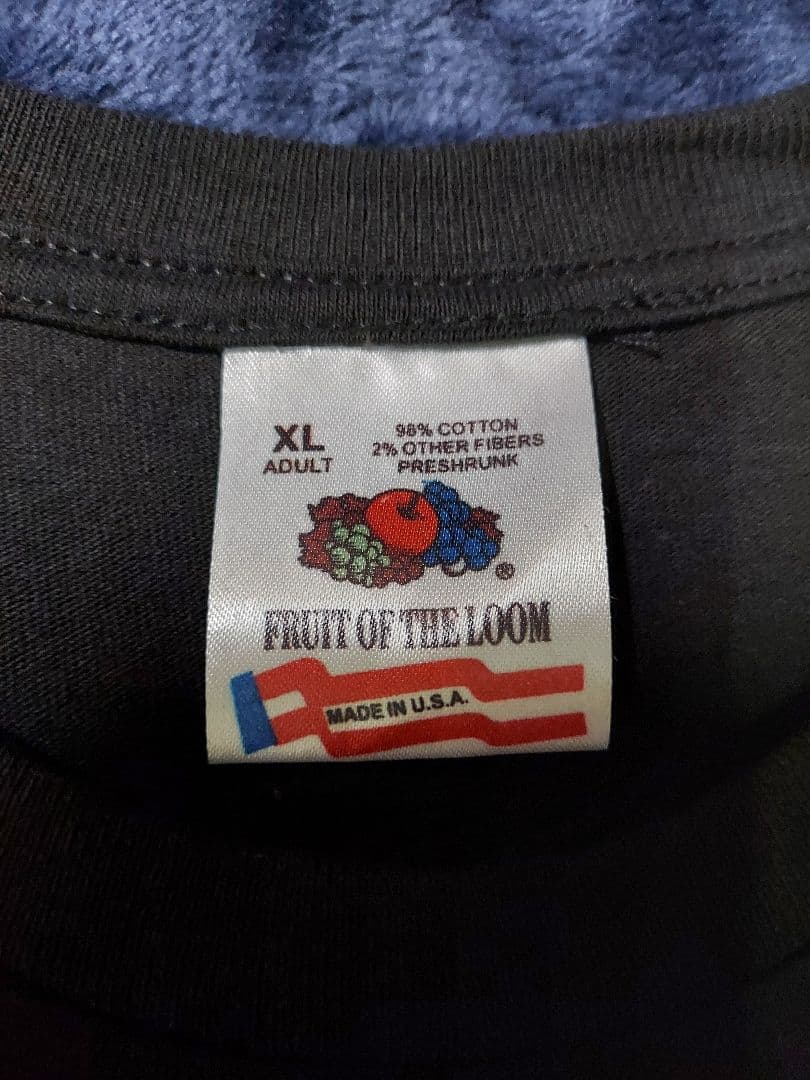 XL
ADULT
98% COTTON
2% OTHER FIBERS
PRESHRUNK
®
FRUIT OF THE LOOM
MADE IN U.S.A.